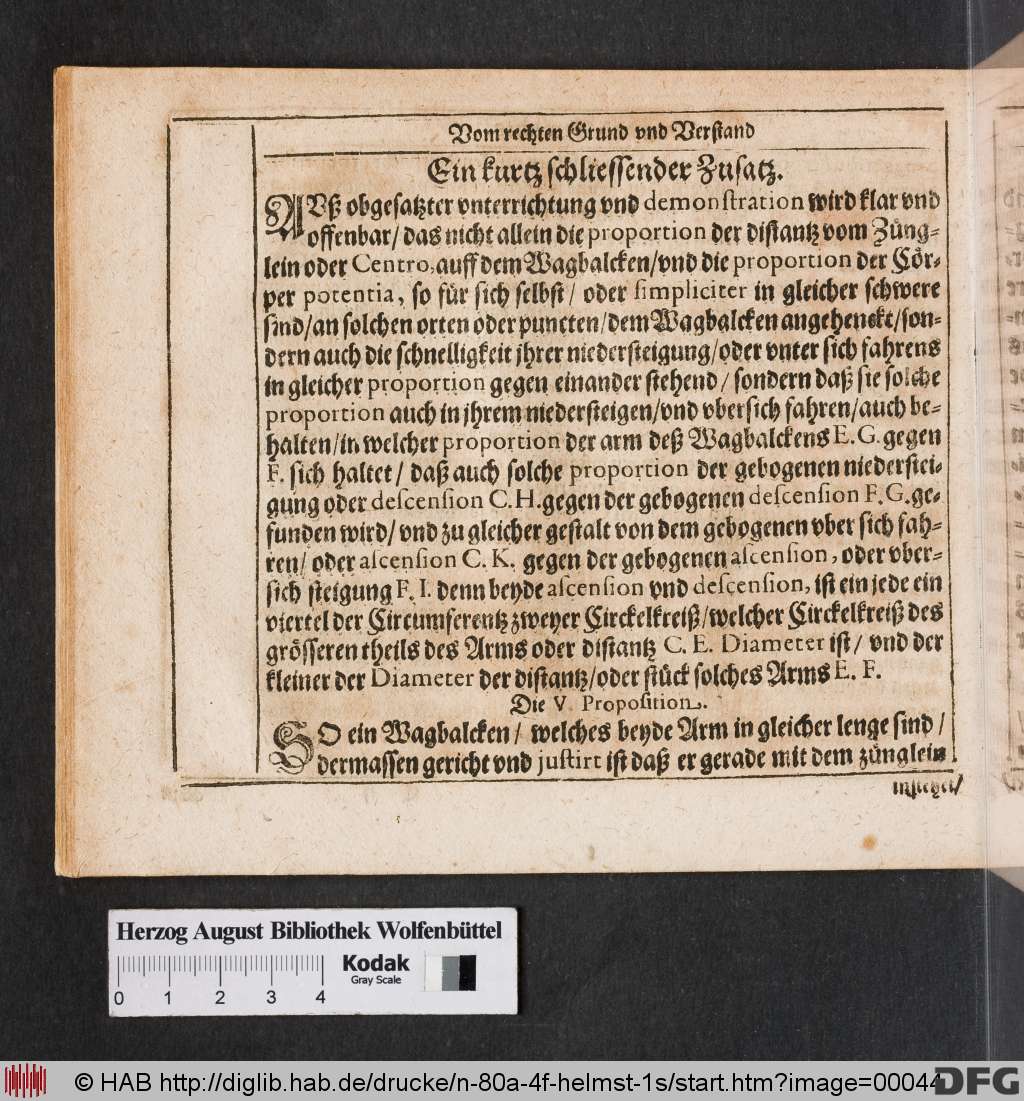 Vom rechten Grund vnd Verstand
Ein kurtz schliessender Zusatz.
AVß obgesatzter vnterrichtung vnd demonstration wird klar vnd
offenbar/ das nicht allein die proportion der distantz vom Züng-
lein oder Centro, auff dem Wagbalcken/ vnd die proportion der Cör-
per potentia, so für sich selbst/ oder simpliciter in gleicher schwere
sind/ an solchen orten oder puncten/ dem Wagbalcken angehenckt/ son-
dern auch die schnelligkeit jhrer niedersteigung/ oder vnter sich fahrens
in gleicher proportion gegen einander stehend/ sondern daß sie solche
proportion auch in jhrem niedersteigen/ vnd vbersich fahren/ auch be-
halten/ in welcher proportion der arm deß Wagbalckens E. G. gegen
F. sich haltet/ daß auch solche proportion der gebogenen niederstei-
gung oder descension C. H. gegen der gebogenen descension F. G. ge-
funden wird/ vnd zu gleicher gestalt von dem gebogenen vber sich fah-
ren/ oder ascension C. K. gegen der gebogenen ascension, oder vber-
sich steigung F. I. denn beyde ascension vnd descension, ist ein jede ein
viertel der Circumferentz zweyer Circkelkreiß/ welcher Circkelkreiß des
grösseren theils des Arms oder distantz C. E. Diameter ist/ vnd der
kleiner der Diameter der distantz/ oder stück solches Arms E. F.
Die V. Proposition.
SO ein Wagbalcken/ welches beyde Arm in gleicher lenge sind/
dermassen gericht vnd justirt ist daß er gerade mit dem zünglein
Herzog August Bibliothek Wolfenbüttel
Kodak
Gray Scale
0 1 2 3 4
© HAB http://diglib.hab.de/drucke/n-80a-4f-helmst-1s/start.htm?image=00044
DFG